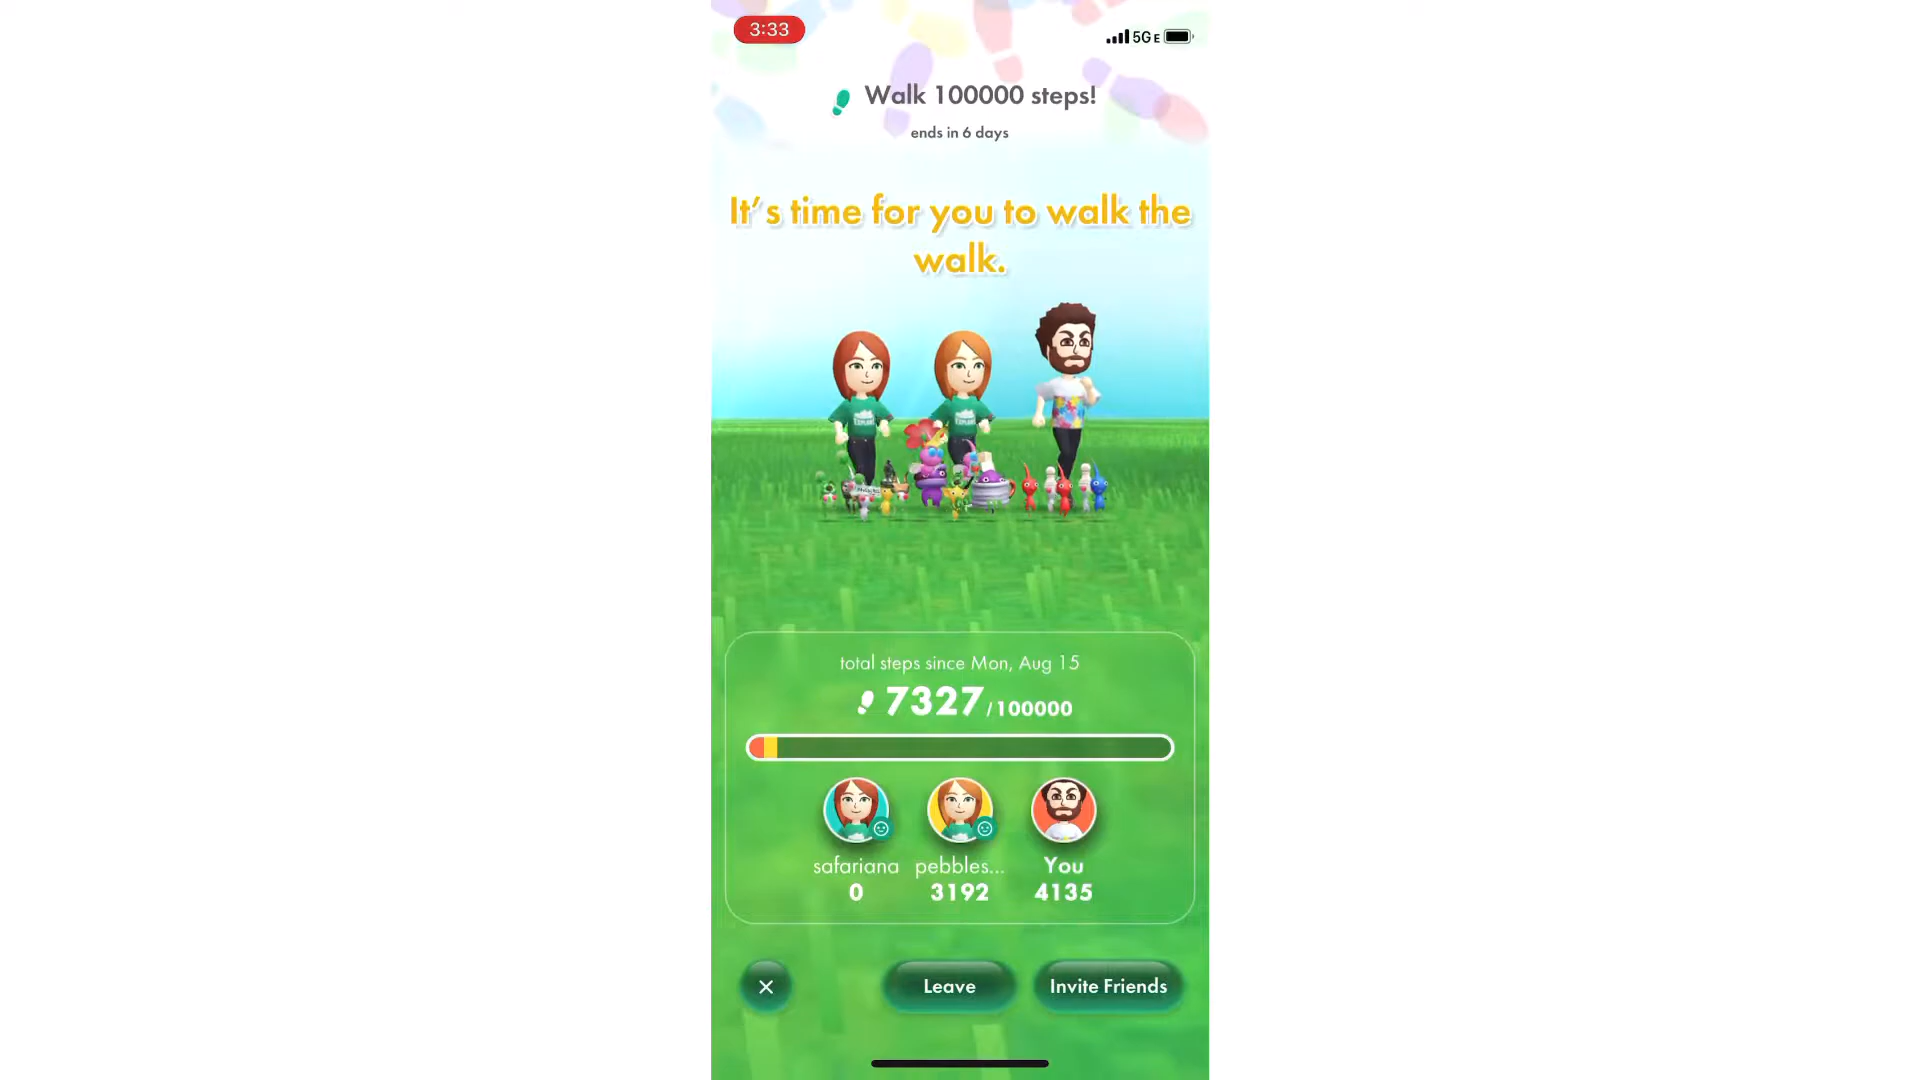 3:33
5GE
Walk 100000 steps!
ends in 6 days
It's time for you to walk the
walk.
total steps since Mon, Aug 15
7327/100000
safariana pebbles... You
0 3192 4135
Leave Invite Friends